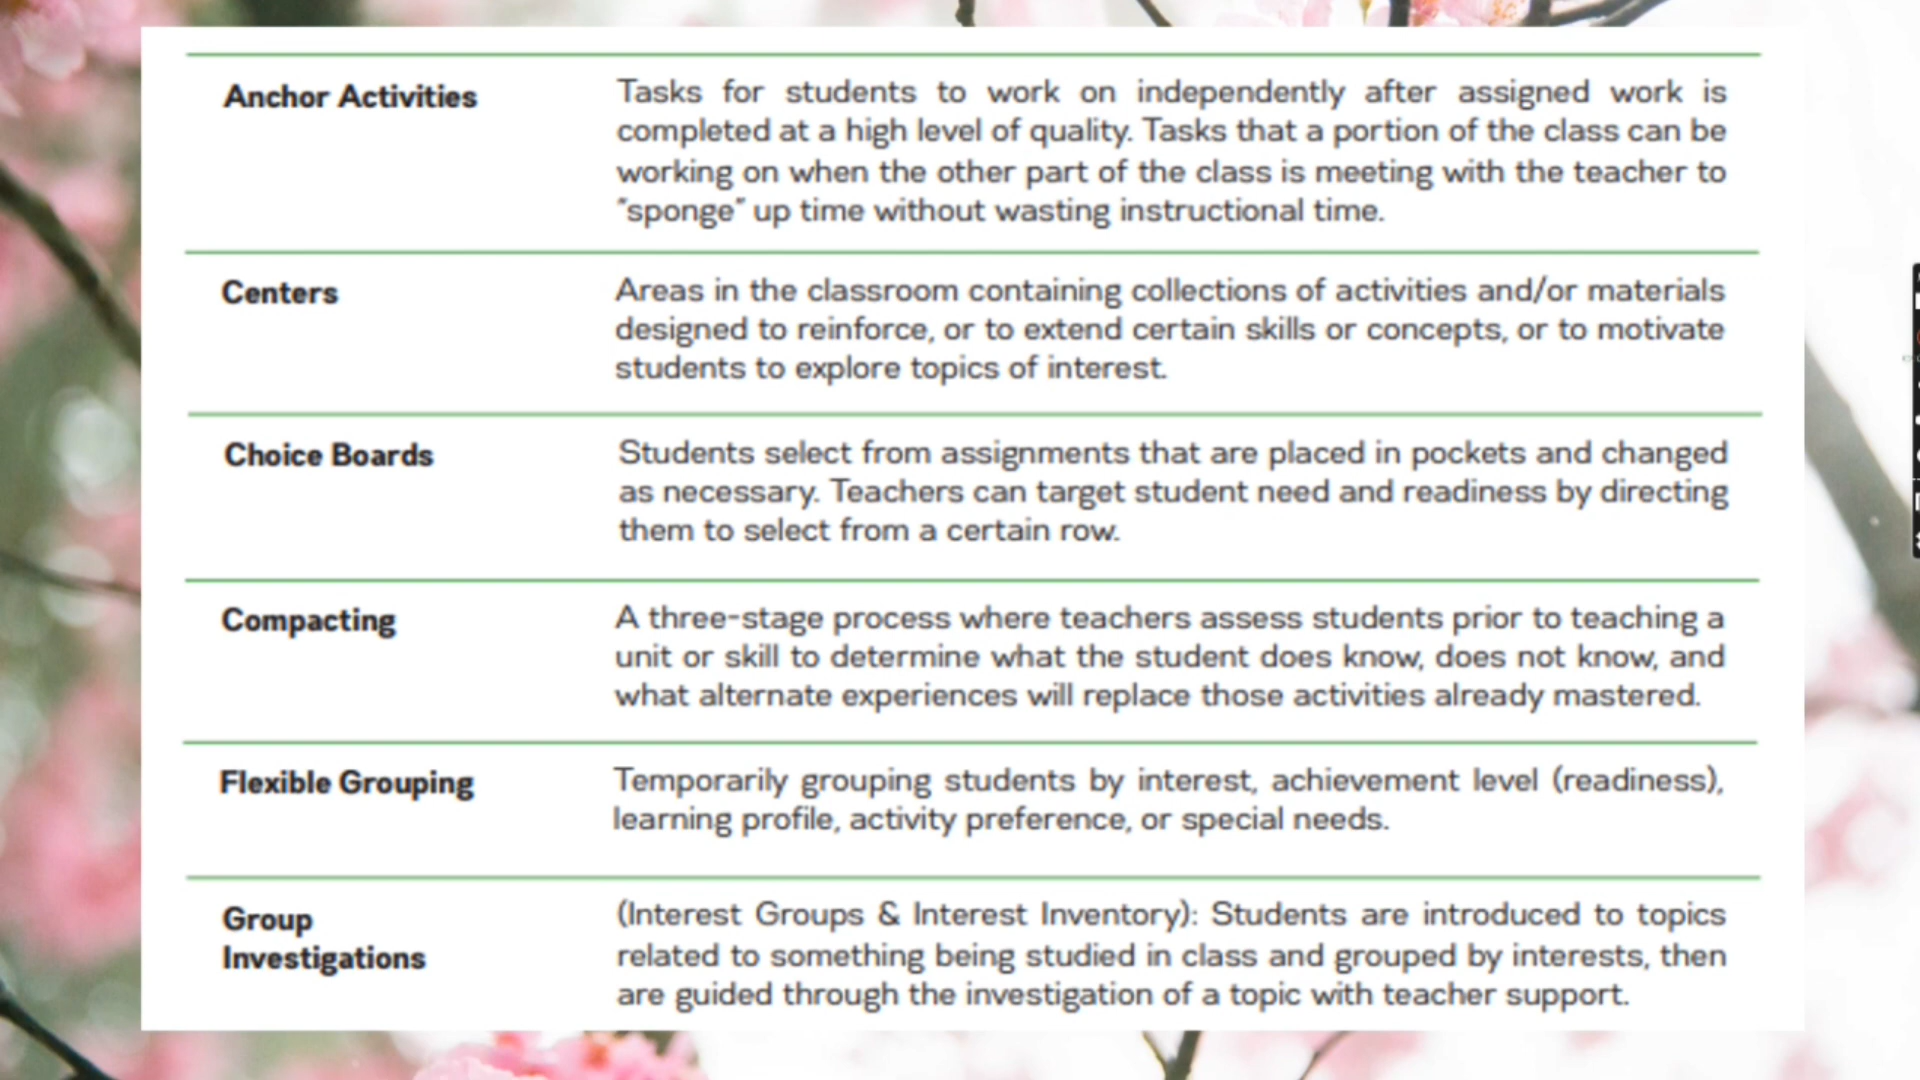 Anchor Activities
Tasks for students to work on independently after assigned work is
completed at a high level of quality. Tasks that a portion of the class can be
working on when the other part of the class is meeting with the teacher to
"sponge" up time without wasting instructional time.
Centers
Areas in the classroom containing collections of activities and/or materials
designed to reinforce, or to extend certain skills or concepts, or to motivate
students to explore topics of interest.
Choice Boards
Students select from assignments that are placed in pockets and changed
as necessary. Teachers can target student need and readiness by directing
them to select from a certain row.
Compacting
A three-stage process where teachers assess students prior to teaching a
unit or skill to determine what the student does know, does not know, and
what alternate experiences will replace those activities already mastered.
Flexible Grouping
Temporarily grouping students by interest, achievement level (readiness),
learning profile, activity preference, or special needs.
Group
Investigations
(Interest Groups & Interest Inventory): Students are introduced to topics
related to something being studied in class and grouped by interests, then
are guided through the investigation of a topic with teacher support.